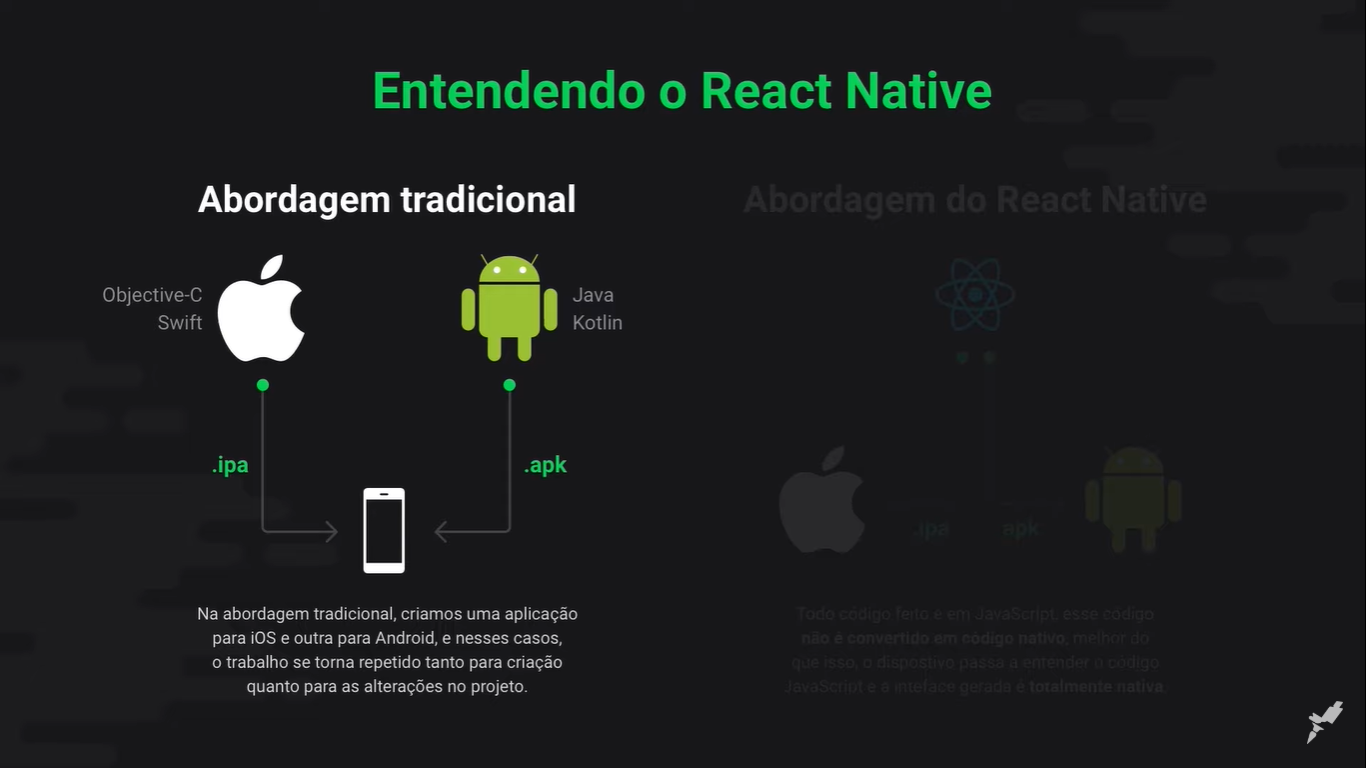 Entendendo o React Native
Abordagem tradicional
Objective-C
Swift
Java
Kotlin
.ipa
.apk
Na abordagem tradicional, criamos uma aplicação
para iOS e outra para Android, e nesses casos,
o trabalho se torna repetido tanto para criação
quanto para as alterações no projeto.
Abordagem do React Native
.ipa
.apk
Todo código feito é em JavaScript, esse código
não é convertido em código nativo, melhor do
que isso, o dispostivo passa a entender o código
JavaScript e a inteface gerada é totalmente nativa.